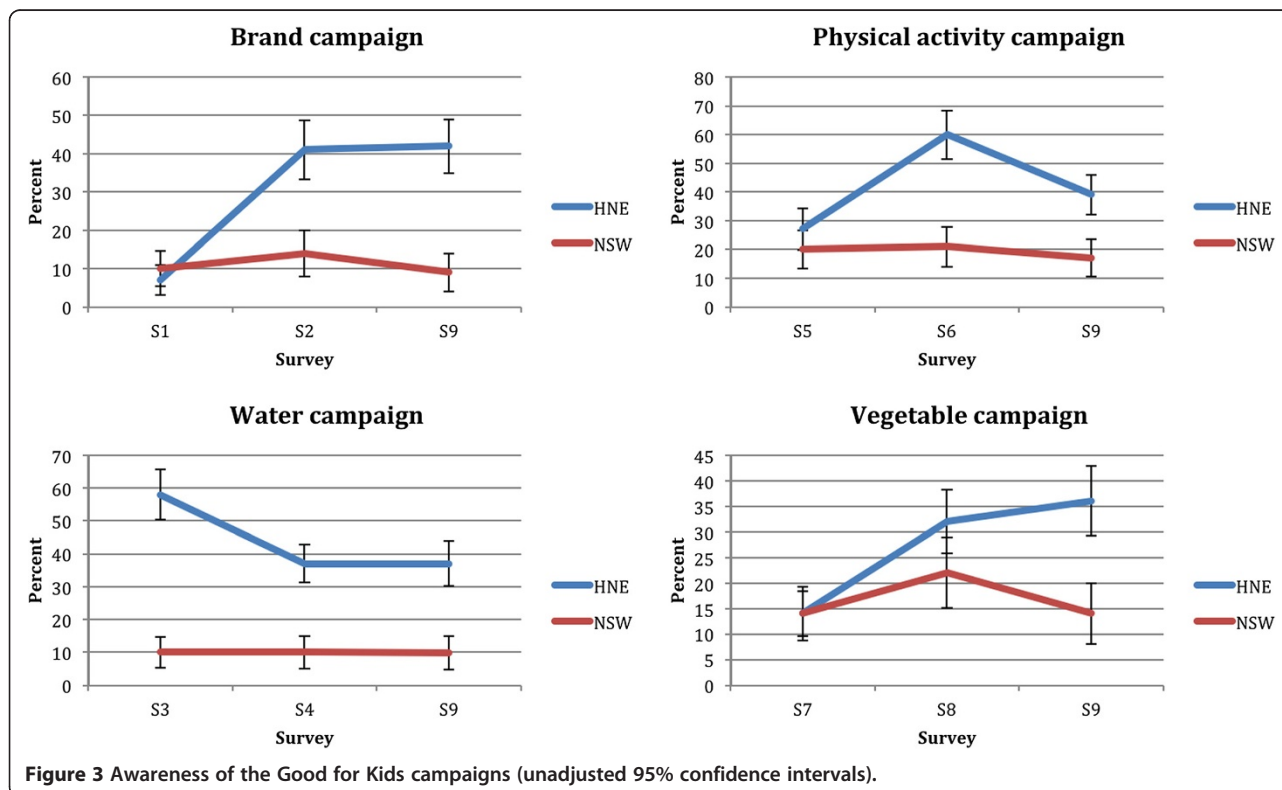 Brand campaign
Percent
60
50
40
30
20
10
0
S1 S2 S9
Survey
HNE
NSW
Physical activity campaign
Percent
80
70
60
50
40
30
20
10
0
S5 S6 S9
Survey
HNE
NSW
Water campaign
Percent
70
60
50
40
30
20
10
0
S3 S4 S9
Survey
HNE
NSW
Vegetable campaign
Percent
45
40
35
30
25
20
15
10
5
0
S7 S8 S9
Survey
HNE
NSW
Figure 3 Awareness of the Good for Kids campaigns (unadjusted 95% confidence intervals).